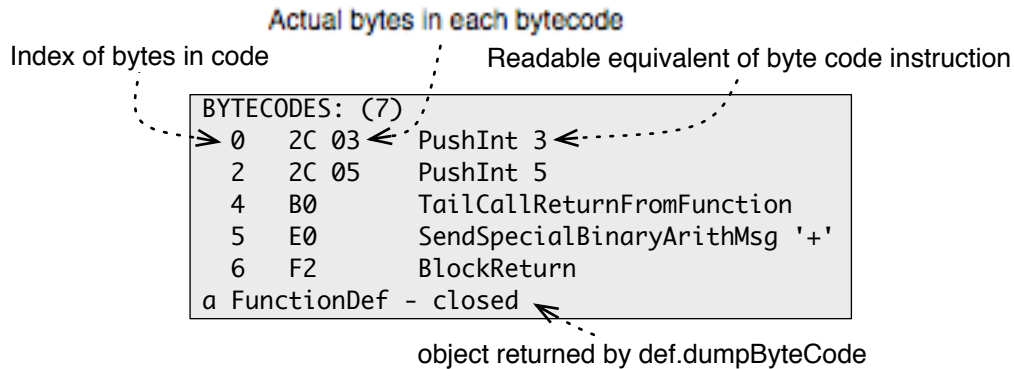 Actual bytes in each bytecode
Index of bytes in code
Readable equivalent of byte code instruction
BYTECODES: (7)
0 2C 03 PushInt 3
2 2C 05 PushInt 5
4 B0 TailCallReturnFromFunction
5 E0 SendSpecialBinaryArithMsg '+'
6 F2 BlockReturn
a FunctionDef - closed
object returned by def.dumpByteCode